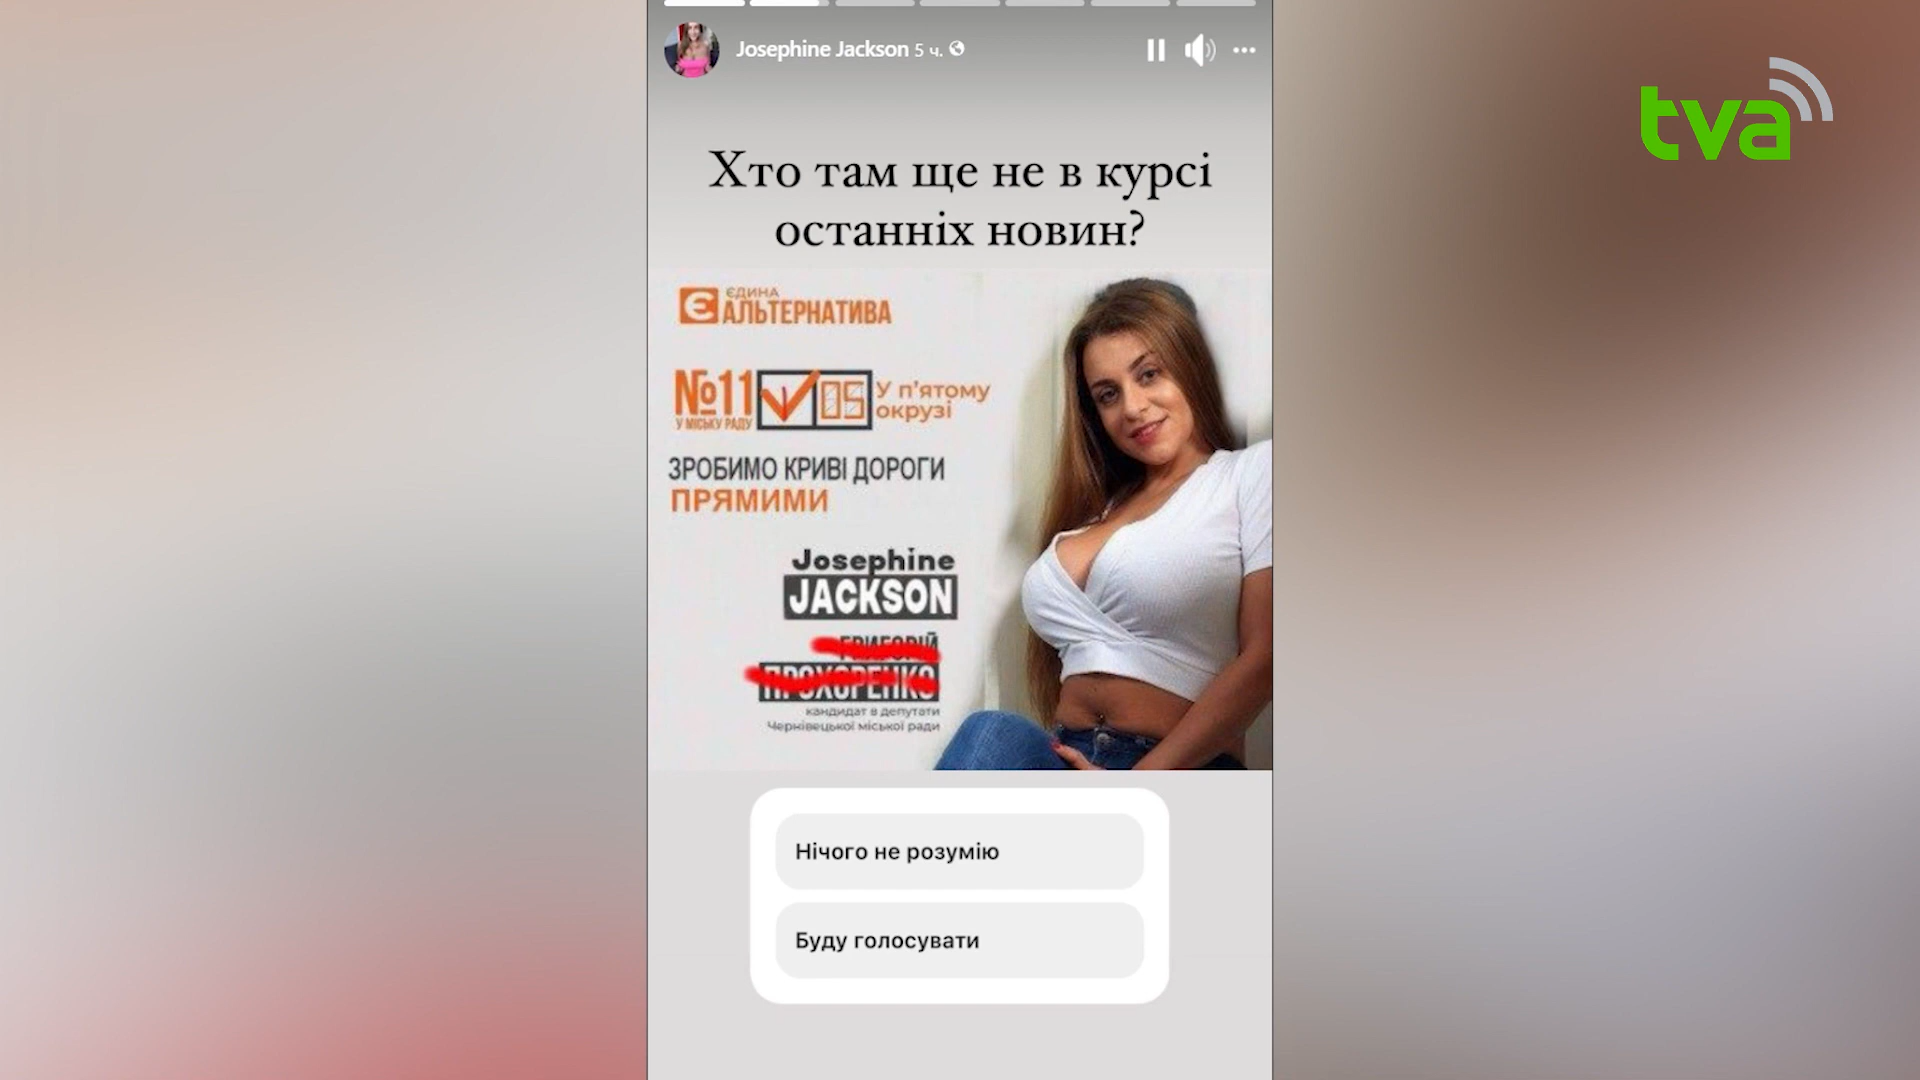 Josephine Jackson 5 ч.
tva
Хто там ще не в курсі
останніх новин?
Є ЄДИНА
АЛЬТЕРНАТИВА
№11
У МІСЬКУ РАДУ
05
У п'ятому
окрузі
ЗРОБИМО КРИВІ ДОРОГИ
ПРЯМИМИ
Josephine
JACKSON
ГРИГОРІЙ
ПРОХОРЕНКО
кандидат в депутати
Чернівецької міської ради
Нічого не розумію
Буду голосувати